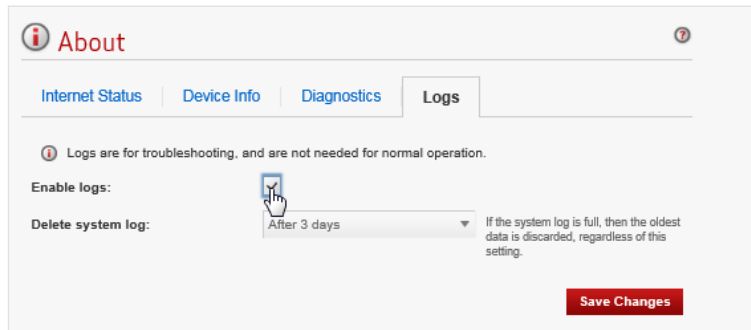 About
Internet Status
Device Info
Diagnostics
Logs
Logs are for troubleshooting, and are not needed for normal operation.
Enable logs:
Delete system log:
After 3 days
If the system log is full, then the oldest
data is discarded, regardless of this
setting.
Save Changes